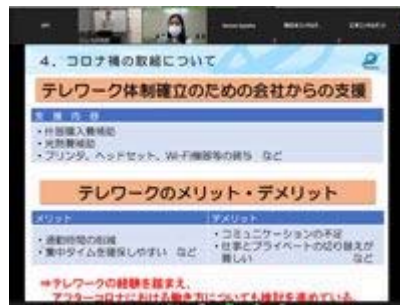 4. コロナ禍の取組について
テレワーク体制確立のための会社からの支援
支 援 内 容
・什器購入費補助
・光熱費補助
・プリンタ、ヘッドセット、Wi-Fi機器等の貸与 など
テレワークのメリット・デメリット
メリット
デメリット
・通勤時間の削減
・集中タイムを確保しやすい など
・コミュニケーションの不足
・仕事とプライベートの切り替えが
難しい など
⇒テレワークの経験を踏まえ、
アフターコロナにおける働き方についても検討を進めている